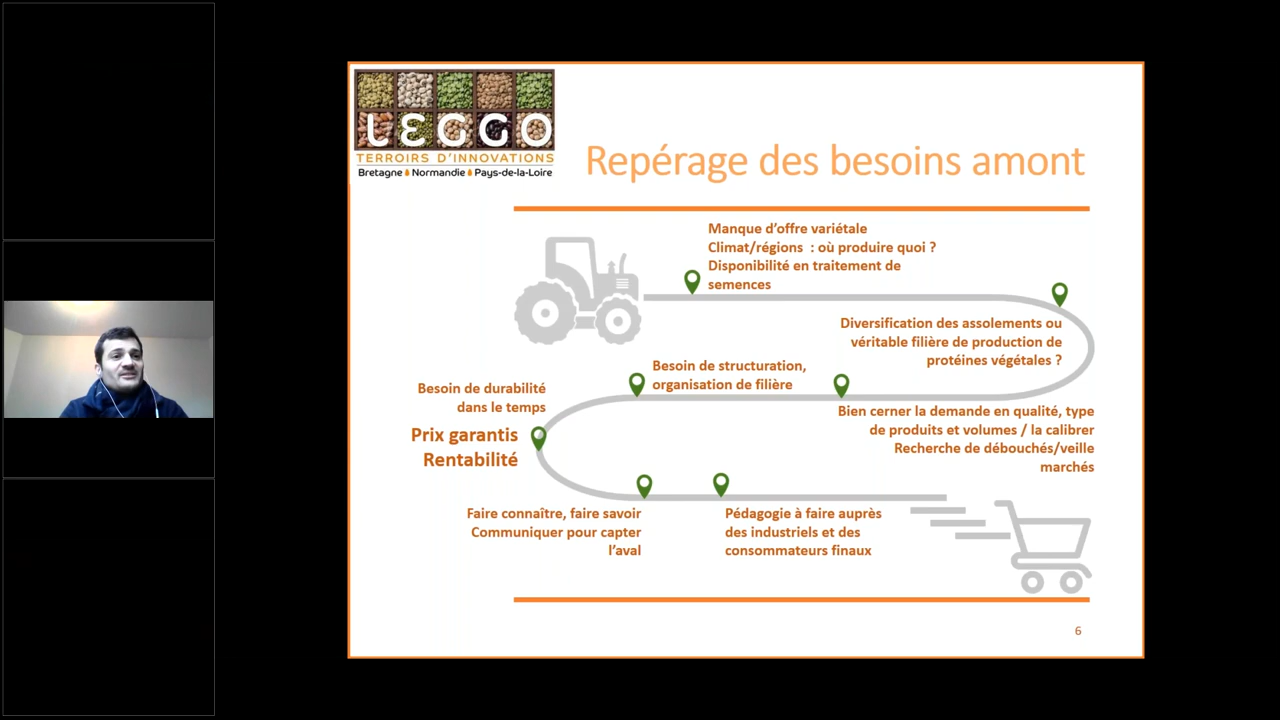 LEGGO
TERROIRS D'INNOVATIONS
Bretagne Normandie Pays-de-la-Loire
Repérage des besoins amont
Manque d'offre variétale
Climat/régions : où produire quoi ?
Disponibilité en traitement de
semences
Diversification des assolements ou
véritable filière de production de
protéines végétales ?
Besoin de structuration,
organisation de filière
Bien cerner la demande en qualité, type
de produits et volumes / la calibrer
Recherche de débouchés/veille
marchés
Besoin de durabilité
dans le temps
Prix garantis
Rentabilité
Faire connaître, faire savoir
Communiquer pour capter
l'aval
Pédagogie à faire auprès
des industriels et des
consommateurs finaux
6